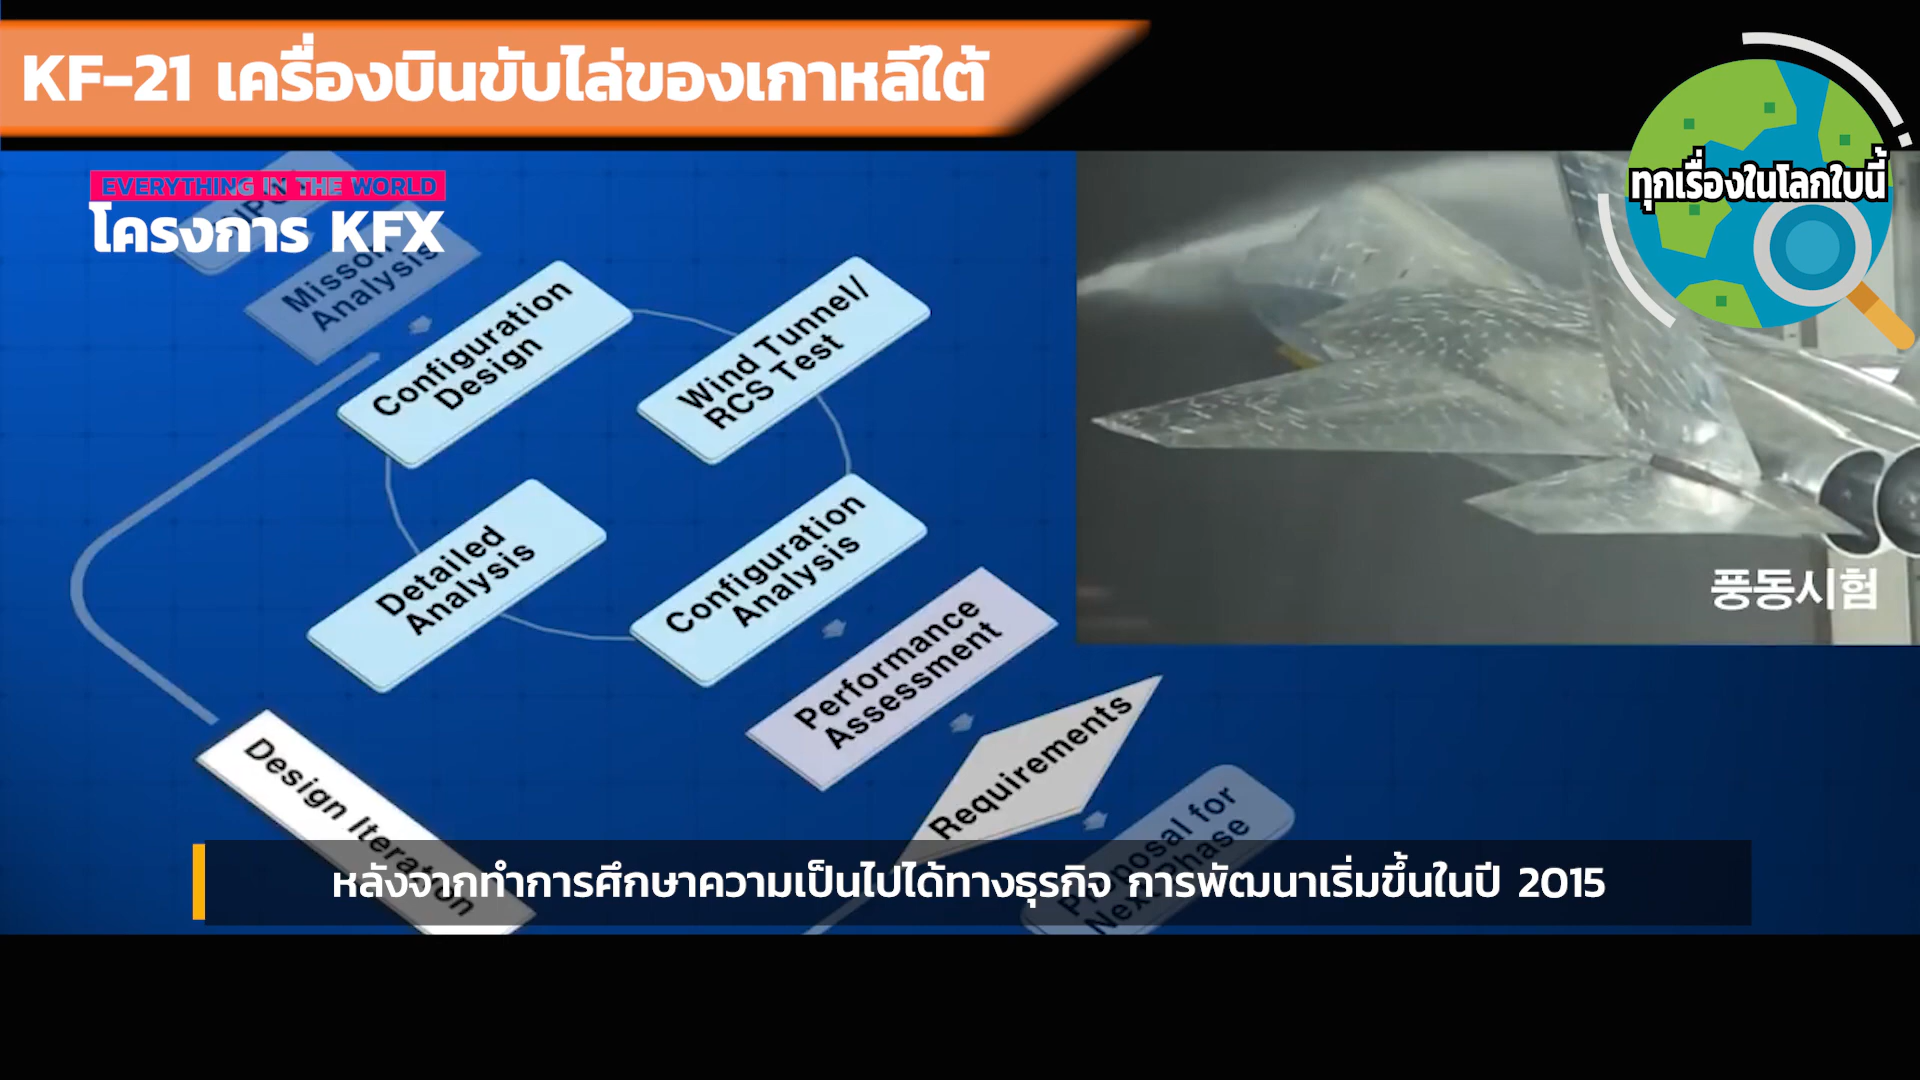 KF-21 เครื่องบินขับไล่ของเกาหลีใต้
ทุกเรื่องในโลกใบนี้
EVERYTHING IN THE WORLD
โครงการ KFX
Misson
Analysis
Configuration
Design
Wind Tunnel/
RCS Test
Detailed
Analysis
Configuration
Analysis
풍동시험
Performance
Assessment
Requirements
Design Iteration
Proposal for
Next Phase
หลังจากทำการศึกษาความเป็นไปได้ทางธุรกิจ การพัฒนาเริ่มขึ้นในปี 2015